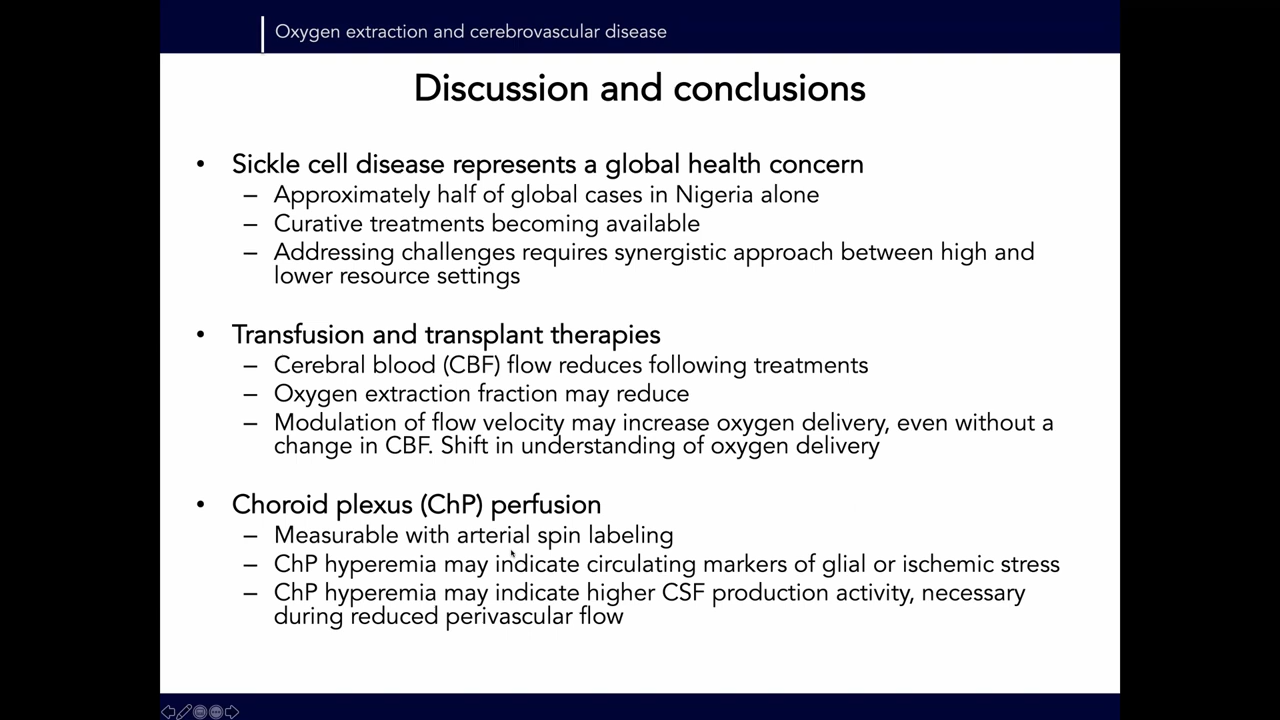 Oxygen extraction and cerebrovascular disease
Discussion and conclusions
• Sickle cell disease represents a global health concern
– Approximately half of global cases in Nigeria alone
– Curative treatments becoming available
– Addressing challenges requires synergistic approach between high and
lower resource settings
• Transfusion and transplant therapies
– Cerebral blood (CBF) flow reduces following treatments
– Oxygen extraction fraction may reduce
– Modulation of flow velocity may increase oxygen delivery, even without a
change in CBF. Shift in understanding of oxygen delivery
• Choroid plexus (ChP) perfusion
– Measurable with arterial spin labeling
– ChP hyperemia may indicate circulating markers of glial or ischemic stress
– ChP hyperemia may indicate higher CSF production activity, necessary
during reduced perivascular flow